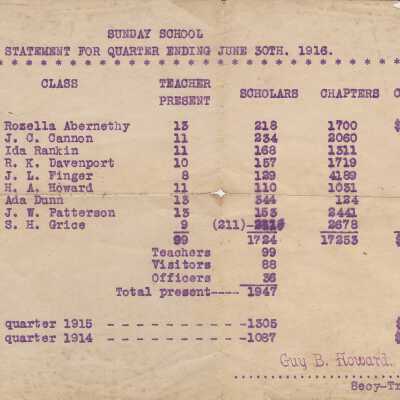 SUNDAY SCHOOL
STATEMENT FOR QUARTER ENDING JUNE 30TH. 1916.
* * * * * * * * * * * * * * * * * * * * * * * * * * * * * * * * * *
CLASS TEACHER PRESENT SCHOLARS CHAPTERS C
Rozella Abernethy 13 218 1700 $
J. C. Cannon 11 234 2060
Ida Rankin 11 168 1311
R. K. Davenport 10 157 1719
J. L. Finger 8 129 4189
H. A. Howard 11 110 1031
Ada Dunn 13 344 124
J. W. Patterson 13 153 2441
S. H. Grice 9 (211)- 2678
99 1724 17253 $
Teachers 99
Visitors 88
Officers 36
Total present---- 1947
quarter 1915 - - - - - - - - - - -1305 $
quarter 1914 - - - - - - - - - - -1087 $
Guy B. Howard.
Secy-Tr